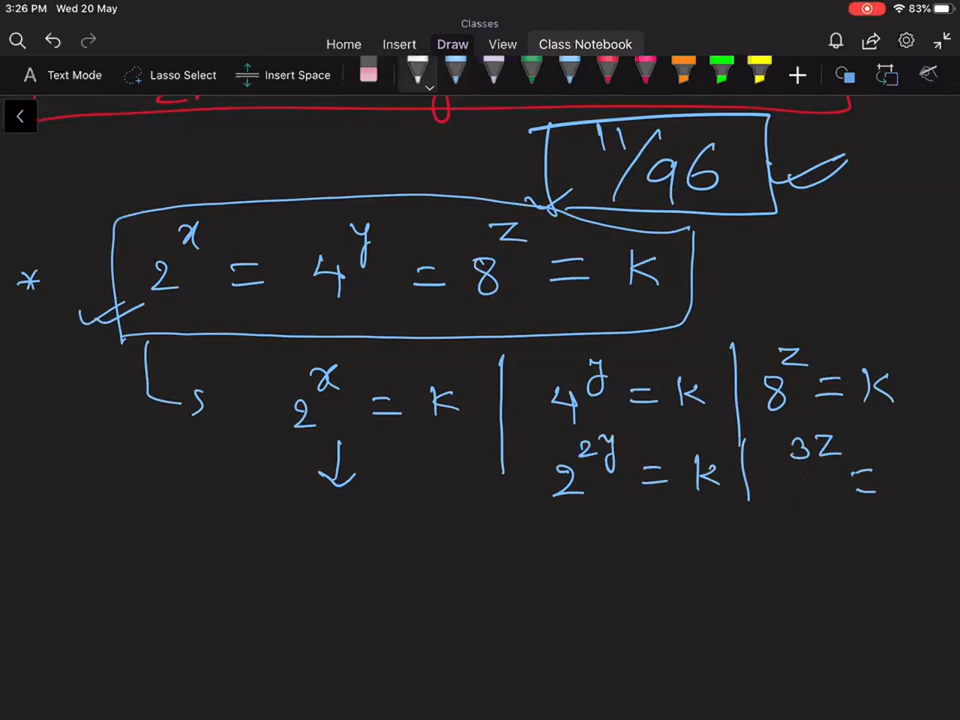 3:26 PM Wed 20 May
83%
Classes
Home Insert Draw View Class Notebook
Text Mode Lasso Select Insert Space
11/96
* 2^x = 4^y = 8^z = K
s 2^x = K | 4^y = K | 8^z = K
↓ 2^2y = K | 3z =